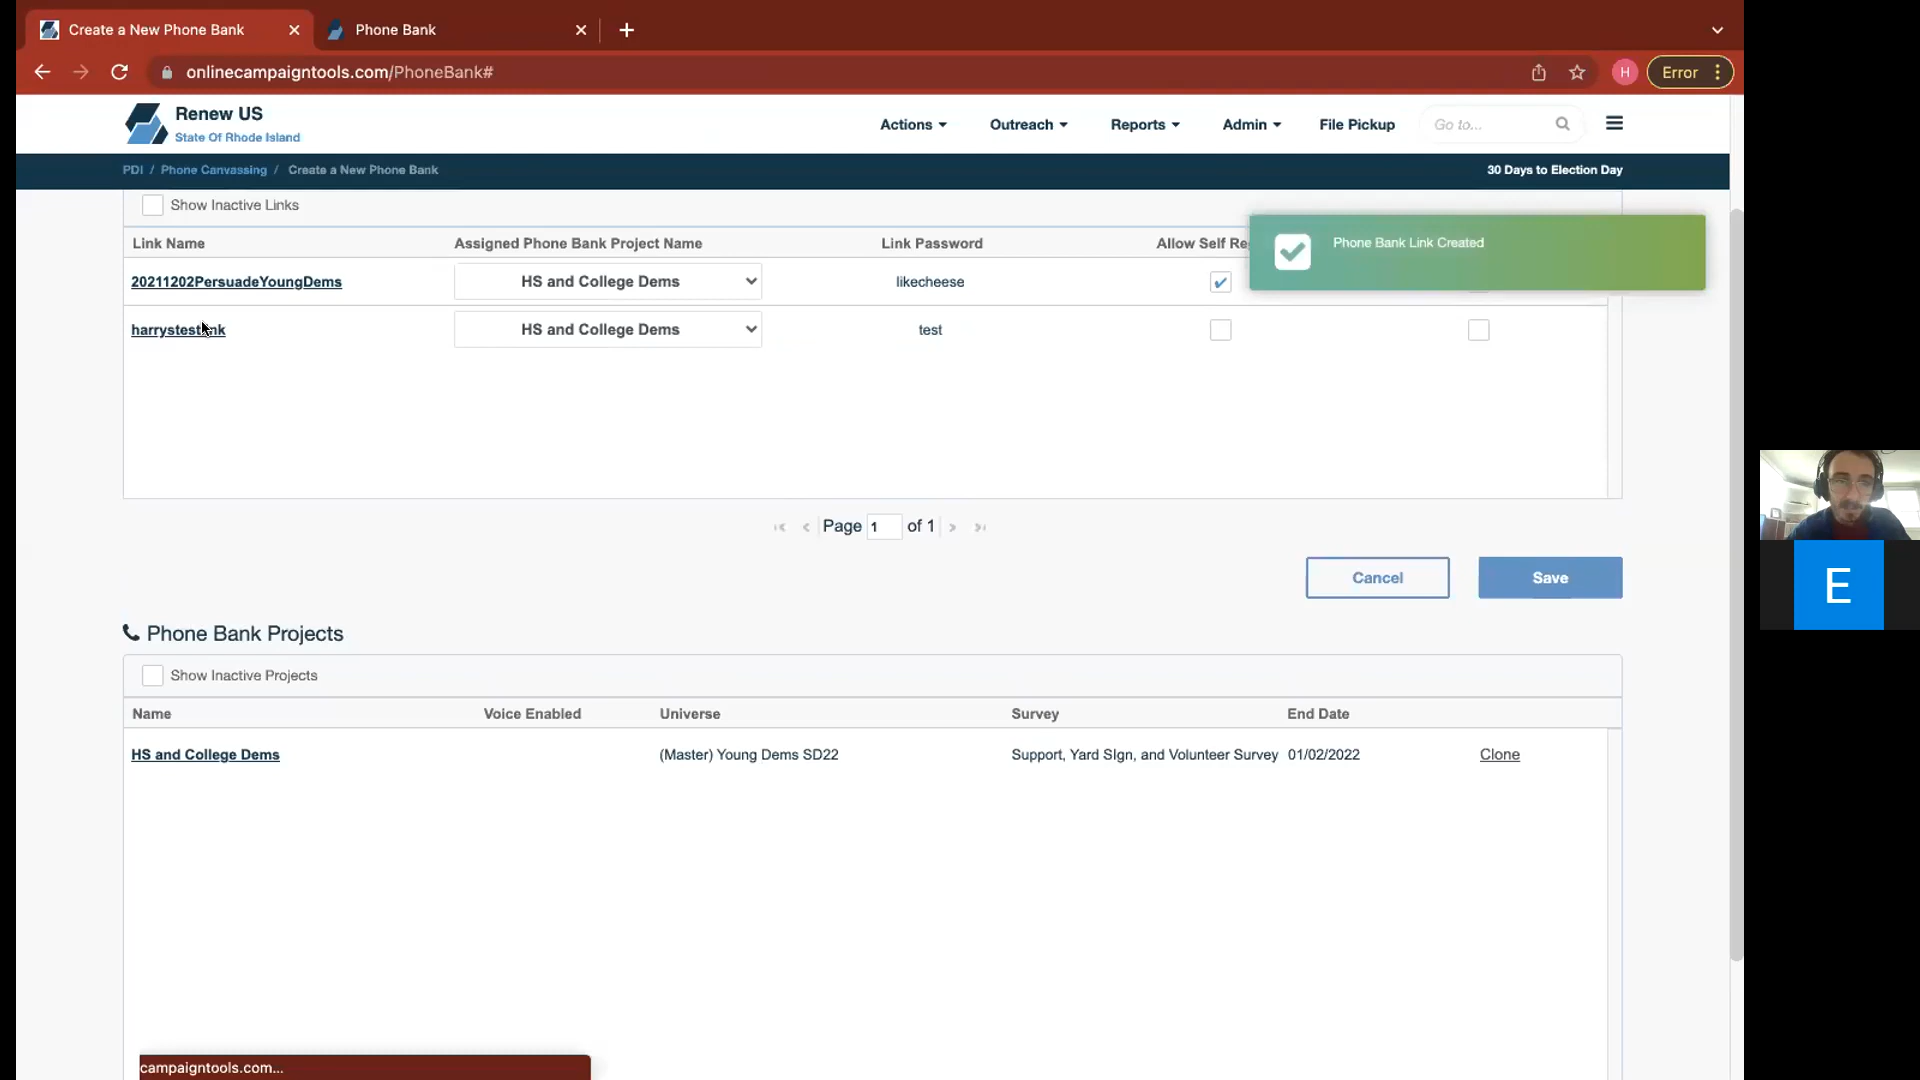 Create a New Phone Bank
Phone Bank
onlinecampaigntools.com/PhoneBank#
H
Error
Renew US
State Of Rhode Island
Actions
Outreach
Reports
Admin
File Pickup
Go to...
PDI / Phone Canvassing / Create a New Phone Bank
30 Days to Election Day
Show Inactive Links
Link Name
Assigned Phone Bank Project Name
Link Password
Allow Self
Phone Bank Link Created
20211202PersuadeYoungDems
HS and College Dems
likecheese
HS and College Dems
test
Page 1 of 1
Cancel
Save
Phone Bank Projects
Show Inactive Projects
Name
Voice Enabled
Universe
Survey
End Date
HS and College Dems
(Master) Young Dems SD22
Support, Yard SIgn, and Volunteer Survey
01/02/2022
Clone
campaigntools.com...
E